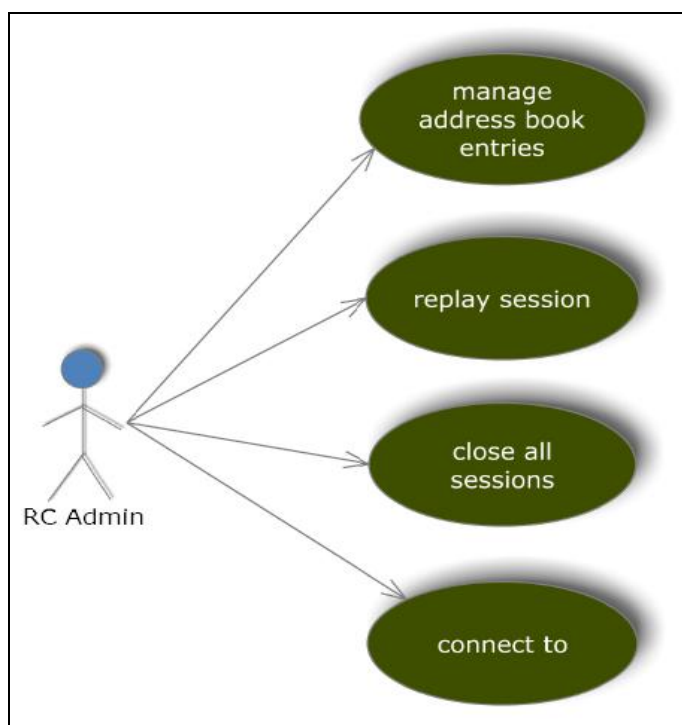 manage
address book
entries
replay session
close all
sessions
RC Admin
connect to